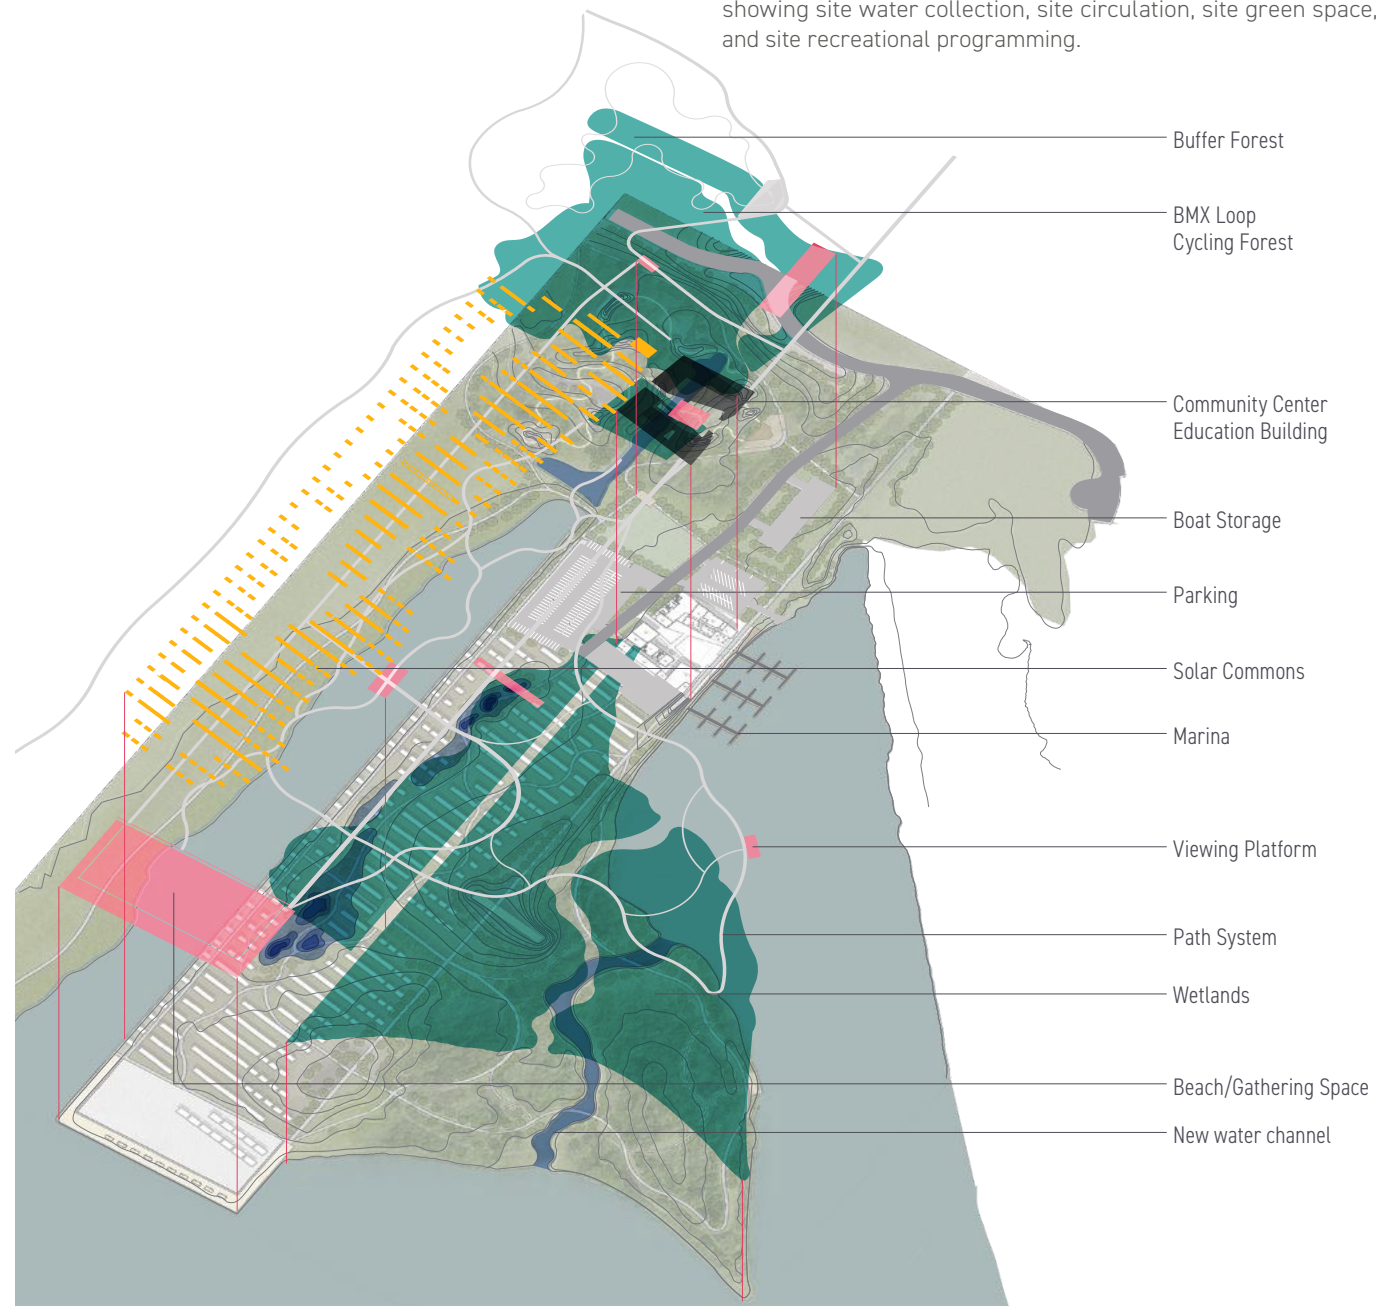 showing site water collection, site circulation, site green space,
and site recreational programming.
Buffer Forest
BMX Loop
Cycling Forest
Community Center
Education Building
Boat Storage
Parking
Solar Commons
Marina
Viewing Platform
Path System
Wetlands
Beach/Gathering Space
New water channel